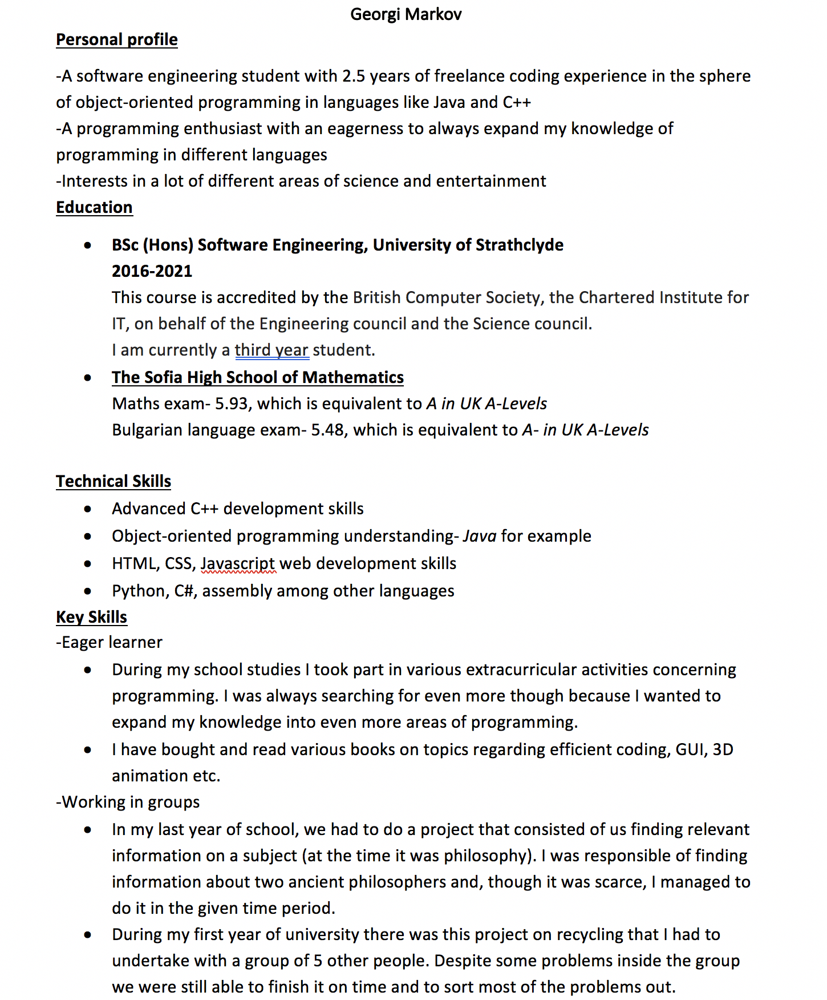 Georgi Markov
Personal profile
-A software engineering student with 2.5 years of freelance coding experience in the sphere
of object-oriented programming in languages like Java and C++
-A programming enthusiast with an eagerness to always expand my knowledge of
programming in different languages
-Interests in a lot of different areas of science and entertainment
Education
• BSc (Hons) Software Engineering, University of Strathclyde
2016-2021
This course is accredited by the British Computer Society, the Chartered Institute for
IT, on behalf of the Engineering council and the Science council.
I am currently a third year student.
• The Sofia High School of Mathematics
Maths exam- 5.93, which is equivalent to A in UK A-Levels
Bulgarian language exam- 5.48, which is equivalent to A- in UK A-Levels
Technical Skills
• Advanced C++ development skills
• Object-oriented programming understanding- Java for example
• HTML, CSS, Javascript web development skills
• Python, C#, assembly among other languages
Key Skills
-Eager learner
• During my school studies I took part in various extracurricular activities concerning
programming. I was always searching for even more though because I wanted to
expand my knowledge into even more areas of programming.
• I have bought and read various books on topics regarding efficient coding, GUI, 3D
animation etc.
-Working in groups
• In my last year of school, we had to do a project that consisted of us finding relevant
information on a subject (at the time it was philosophy). I was responsible of finding
information about two ancient philosophers and, though it was scarce, I managed to
do it in the given time period.
• During my first year of university there was this project on recycling that I had to
undertake with a group of 5 other people. Despite some problems inside the group
we were still able to finish it on time and to sort most of the problems out.